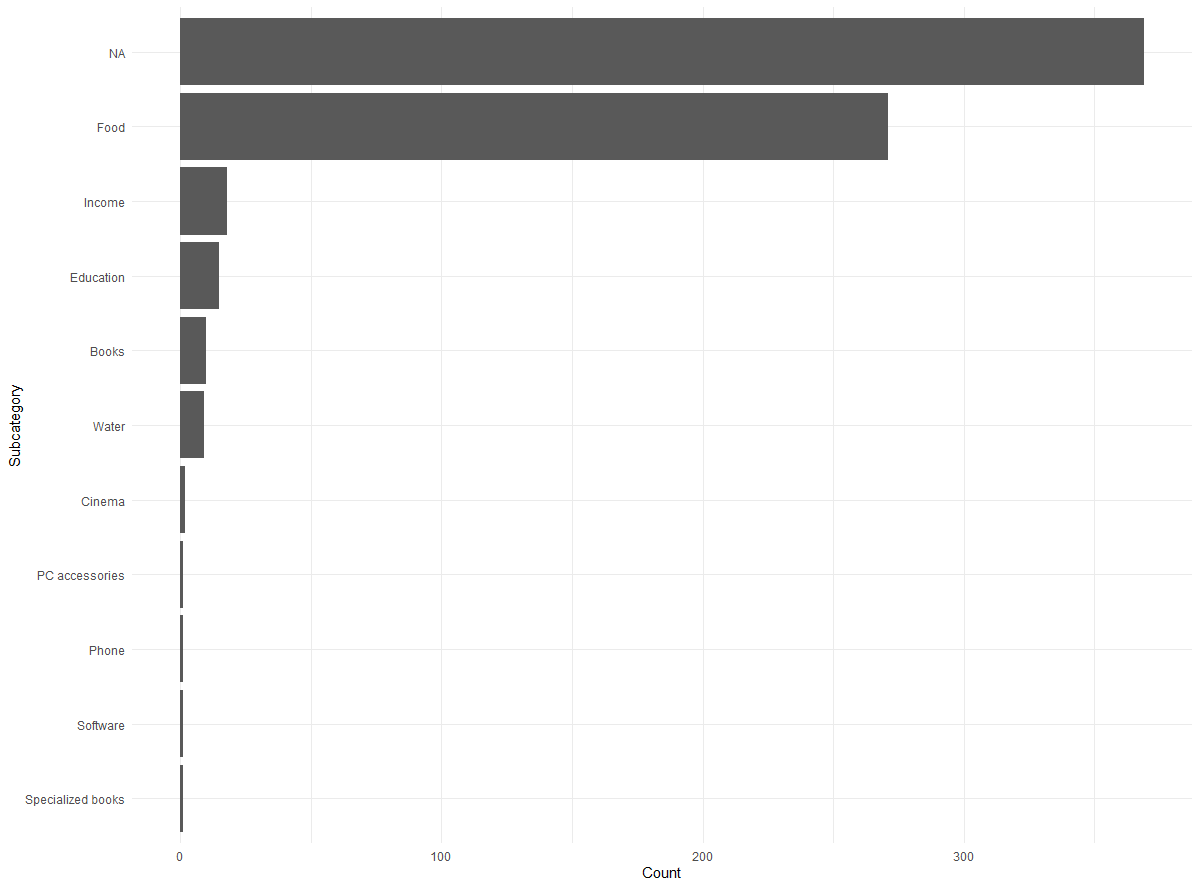 NA
Food
Income
Education
Books
Water
Cinema
PC accessories
Phone
Software
Specialized books
Subcategory
0 100 200 300
Count